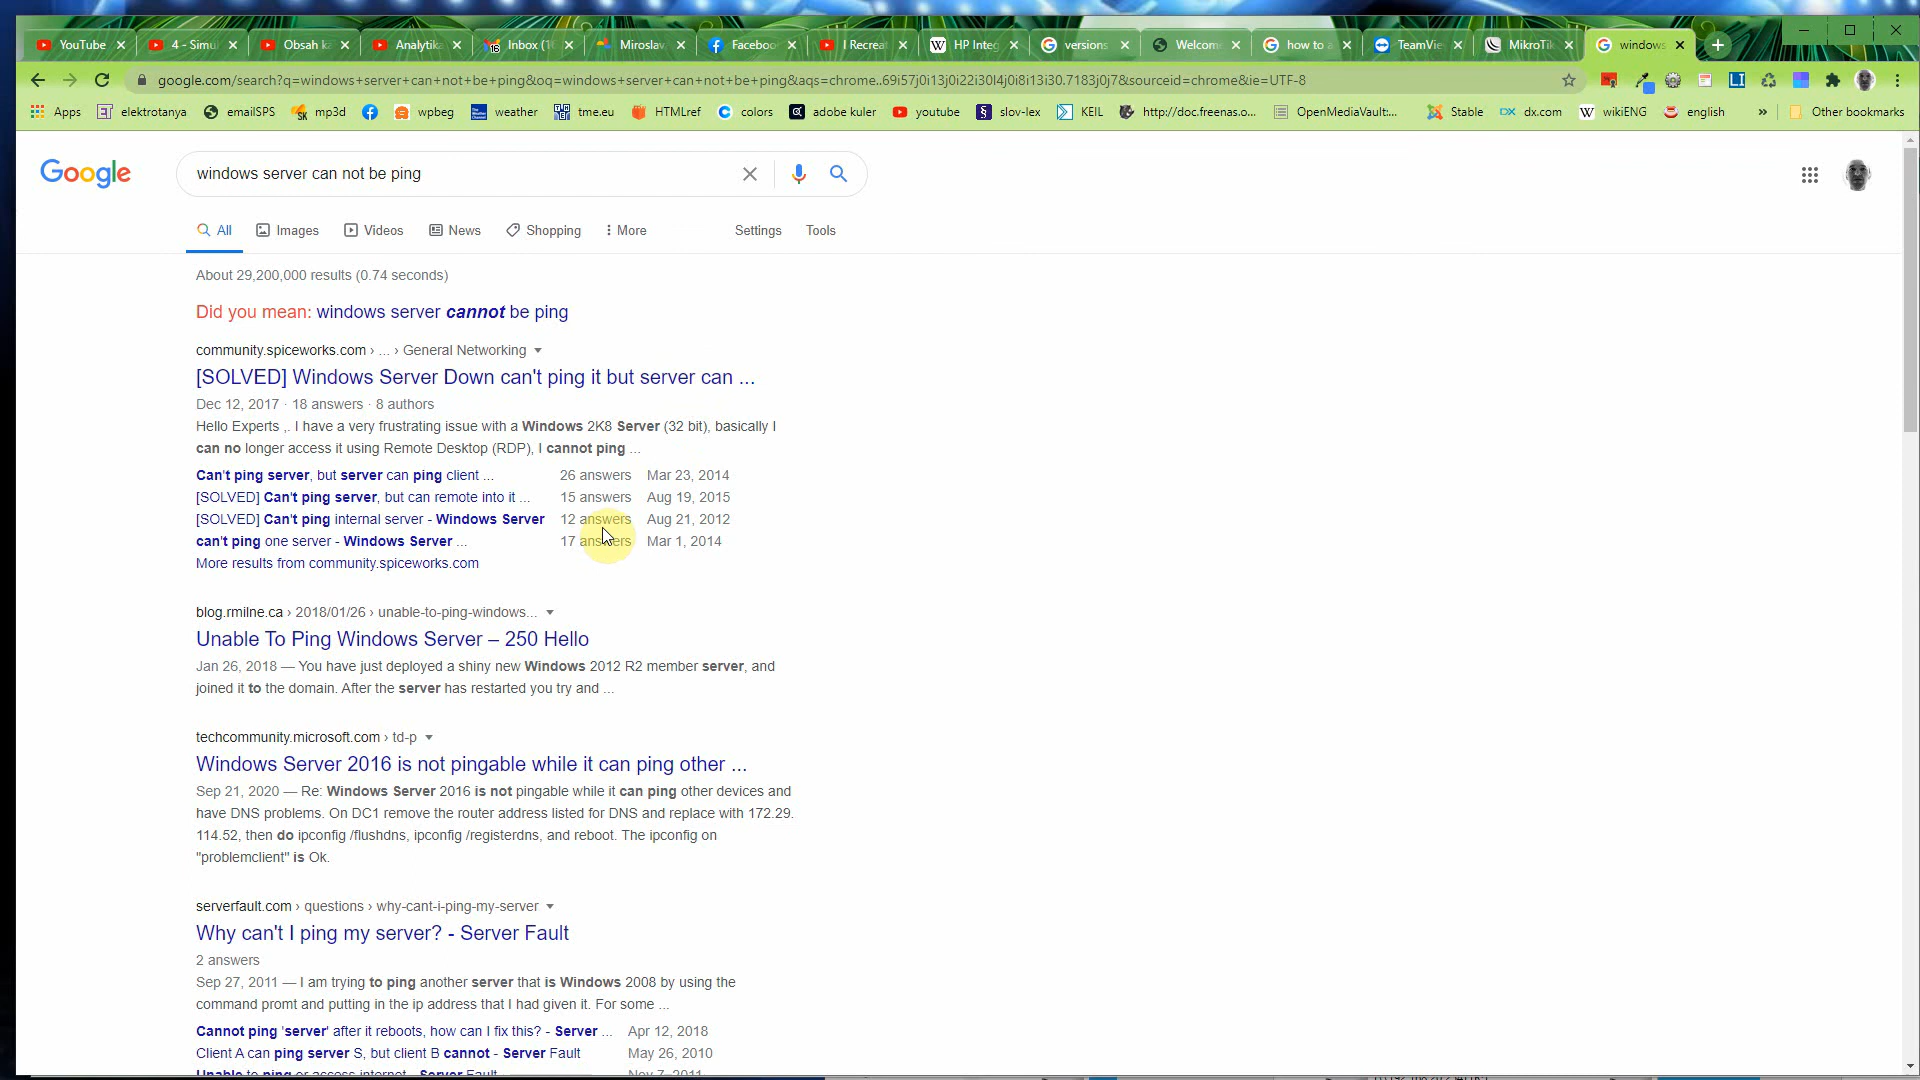 YouTube
4 - Simul
Obsah k
Analytik
Inbox (1
Miroslav
Facebo
I Recrea
HP Integ
versions
Welcom
how to
TeamVie
MikroTi
windows
google.com/search?q=windows+server+can+not+be+ping&oq=windows+server+can+not+be+ping&aqs=chrome..69i57j0i13j0i22i30l4j0i8i13i30.7183j0j7&sourceid=chrome&ie=UTF-8
Apps
elektrotanya
emailSPS
mp3d
wpbeg
weather
tme.eu
HTMLref
colors
adobe kuler
youtube
slov-lex
KEIL
http://doc.freenas.o...
OpenMediaVault:...
Stable
dx.com
wikiENG
english
»
Other bookmarks
Google
windows server can not be ping
All
Images
Videos
News
Shopping
More
Settings
Tools
About 29,200,000 results (0.74 seconds)
Did you mean: windows server cannot be ping
community.spiceworks.com › ... › General Networking
[SOLVED] Windows Server Down can't ping it but server can ...
Dec 12, 2017 · 18 answers · 8 authors
Hello Experts ,. I have a very frustrating issue with a Windows 2K8 Server (32 bit), basically I
can no longer access it using Remote Desktop (RDP), I cannot ping ...
Can't ping server, but server can ping client ... 26 answers Mar 23, 2014
[SOLVED] Can't ping server, but can remote into it ... 15 answers Aug 19, 2015
[SOLVED] Can't ping internal server - Windows Server 12 answers Aug 21, 2012
can't ping one server - Windows Server ... 17 answers Mar 1, 2014
More results from community.spiceworks.com
blog.rmilne.ca › 2018/01/26 › unable-to-ping-windows...
Unable To Ping Windows Server – 250 Hello
Jan 26, 2018 — You have just deployed a shiny new Windows 2012 R2 member server, and
joined it to the domain. After the server has restarted you try and ...
techcommunity.microsoft.com › td-p
Windows Server 2016 is not pingable while it can ping other ...
Sep 21, 2020 — Re: Windows Server 2016 is not pingable while it can ping other devices and
have DNS problems. On DC1 remove the router address listed for DNS and replace with 172.29.
114.52, then do ipconfig /flushdns, ipconfig /registerdns, and reboot. The ipconfig on
"problemclient" is Ok.
serverfault.com › questions › why-cant-i-ping-my-server
Why can't I ping my server? - Server Fault
2 answers
Sep 27, 2011 — I am trying to ping another server that is Windows 2008 by using the
command promt and putting in the ip address that I had given it. For some ...
Cannot ping 'server' after it reboots, how can I fix this? - Server ... Apr 12, 2018
Client A can ping server S, but client B cannot - Server Fault May 26, 2010
Unable to ping or access internet - Server Fault Nov 7, 2011